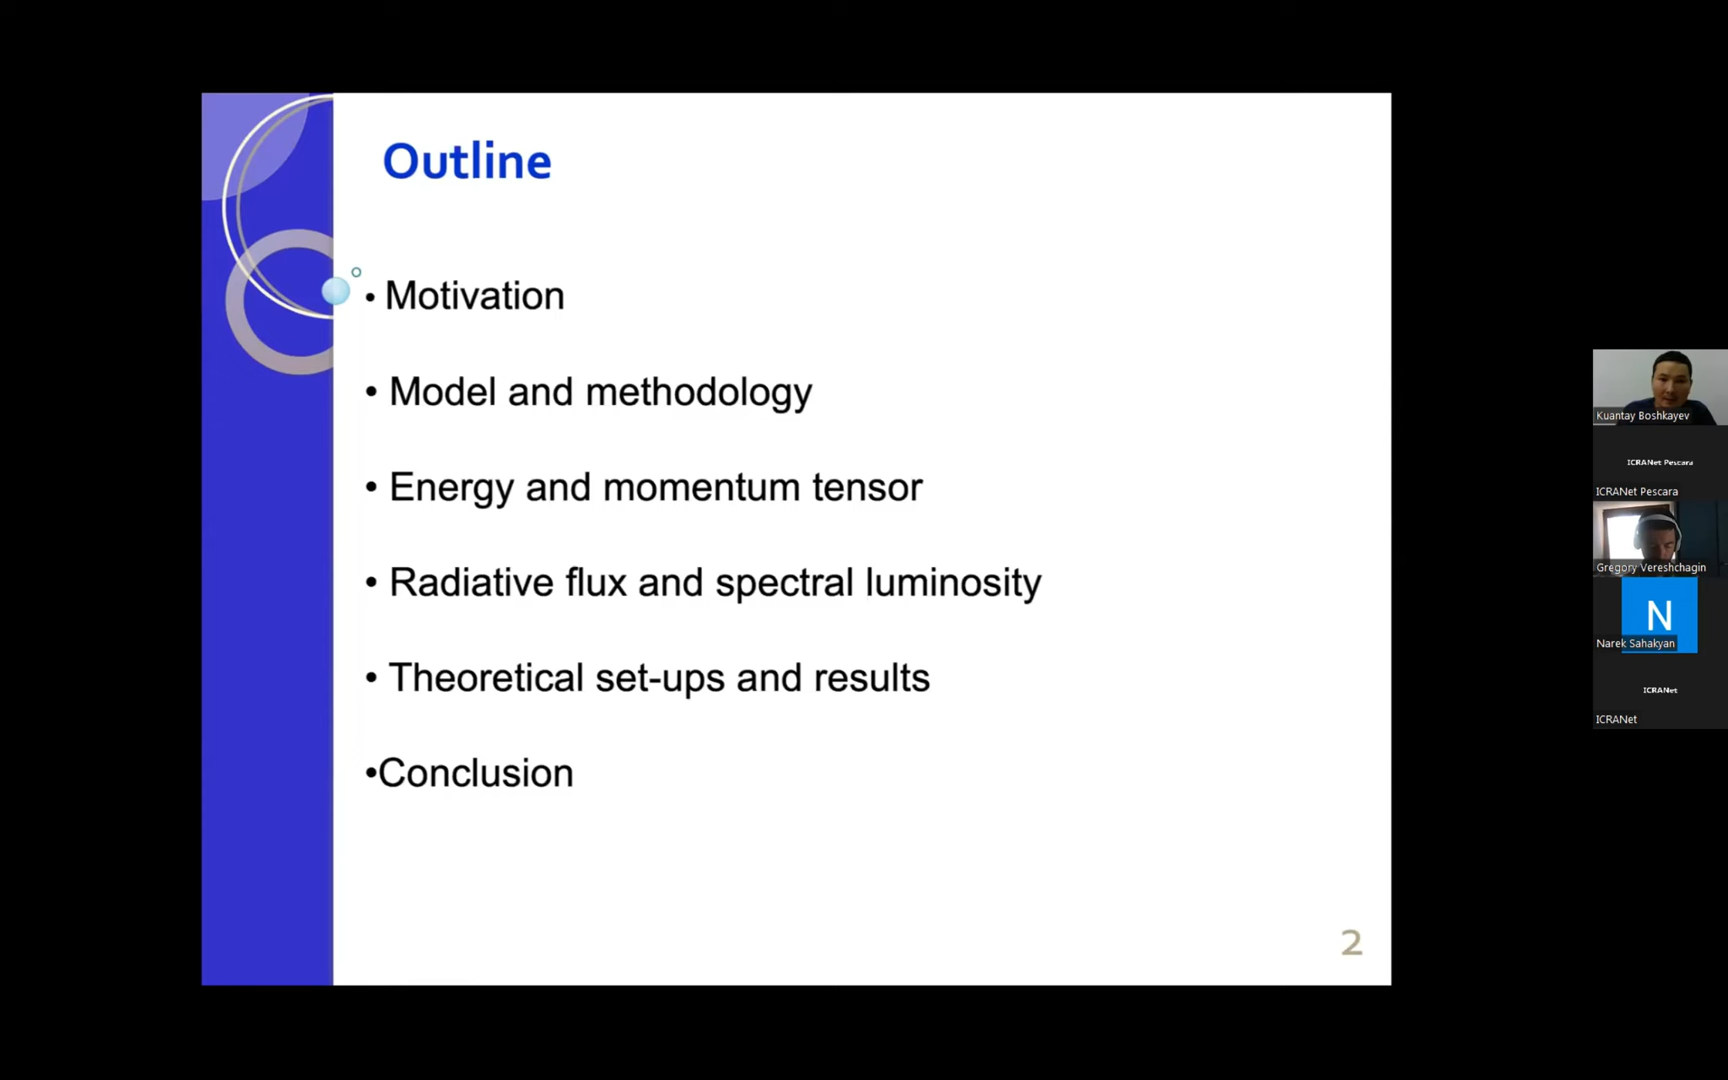 Outline
• Motivation
• Model and methodology
• Energy and momentum tensor
• Radiative flux and spectral luminosity
• Theoretical set-ups and results
•Conclusion
2
Kuantay Boshkayev
ICRANet Pescara
ICRANet Pescara
Gregory Vereshchagin
N
Narek Sahakyan
ICRANet
ICRANet